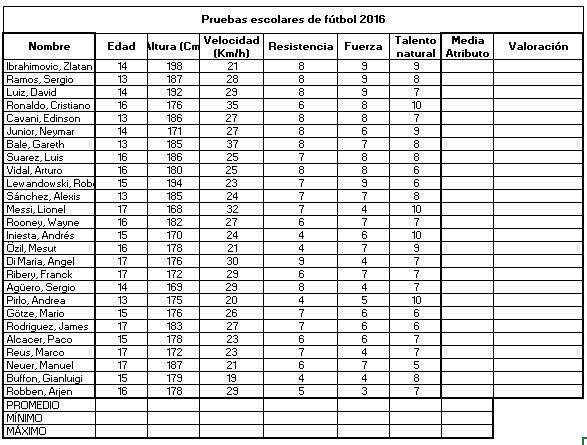 Pruebas escolares de fútbol 2016
Nombre Edad Altura (Cm Velocidad (Km/h) Resistencia Fuerza Talento natural Media Atributo Valoración
Ibrahimovic, Zlatan 14 198 21 8 9 9
Ramos, Sergio 13 187 28 8 9 8
Luiz, David 14 192 29 8 9 7
Ronaldo, Cristiano 16 176 35 6 8 10
Cavani, Edinson 13 186 27 8 8 7
Junior, Neymar 14 171 27 8 6 9
Bale, Gareth 13 185 37 8 7 8
Suarez, Luis 16 186 25 7 8 8
Vidal, Arturo 16 180 25 8 8 6
Lewandowski, Robe 15 194 23 7 9 6
Sánchez, Alexis 13 185 24 7 7 8
Messi, Lionel 17 168 32 7 4 10
Rooney, Wayne 16 182 27 6 7 7
Iniesta, Andrés 15 170 24 4 6 10
Özil, Mesut 16 178 21 4 7 9
Di Maria, Angel 17 176 30 9 4 7
Ribery, Franck 17 172 29 6 7 7
Agüero, Sergio 14 169 29 8 4 7
Pirlo, Andrea 13 175 20 4 5 10
Götze, Mario 15 176 26 7 6 6
Rodriguez, James 17 183 27 7 6 6
Alcacer, Paco 15 178 23 6 6 7
Reus, Marco 17 172 23 7 4 7
Neuer, Manuel 17 187 21 6 7 5
Buffon, Gianluigi 15 179 19 4 4 8
Robben, Arjen 16 178 29 5 3 7
PROMEDIO
MÍNIMO
MÁXIMO